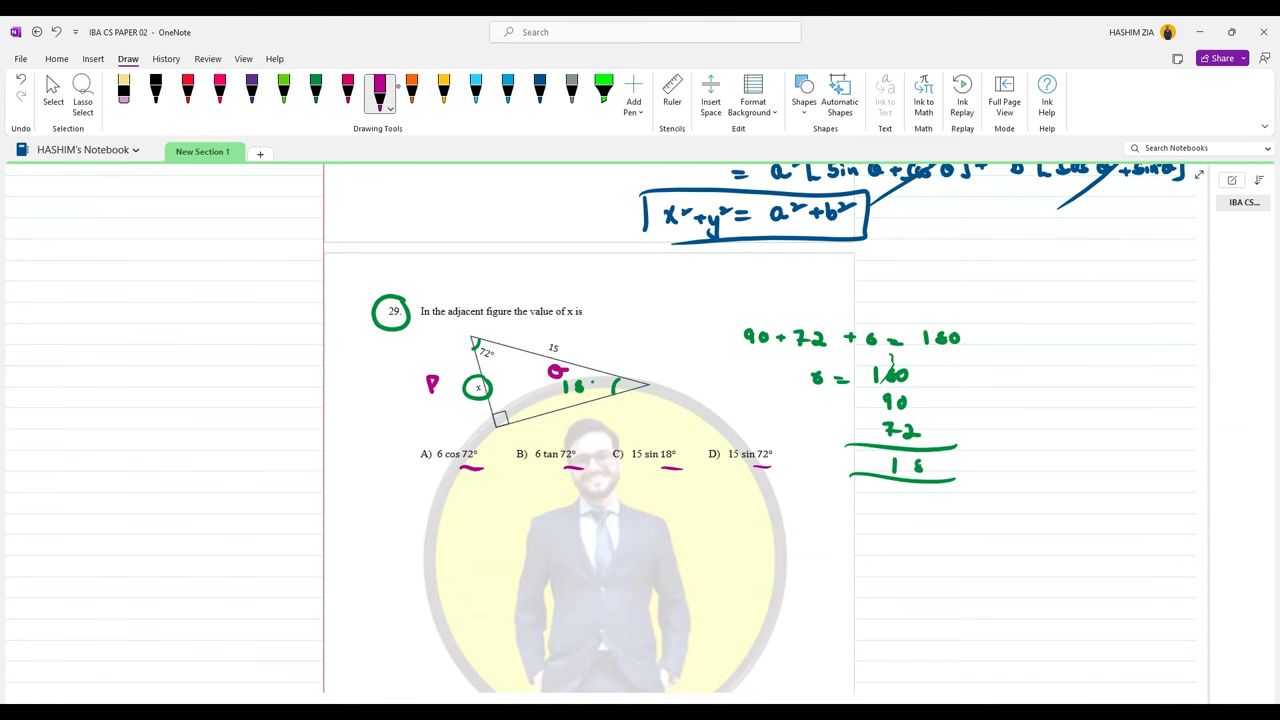 IBA CS PAPER 02 - OneNote
Search
HASHIM ZIA
File Home Insert Draw History Review View Help
Share
Undo
Select
Lasso Select
Selection
Add Pen
Drawing Tools
Ruler
Stencils
Insert Space
Format Background
Edit
Shapes
Automatic Shapes
Shapes
Ink to Text
Text
Ink to Math
Math
Ink Replay
Replay
Full Page View
Mode
Ink Help
Help
HASHIM's Notebook
New Section 1
Search Notebooks
IBA CS...
x²+y² = a²+b²
29. In the adjacent figure the value of x is
72°
15
P
x
18°
90 + 72 + θ = 180
θ = 180
90
72
18
A) 6 cos 72° B) 6 tan 72° C) 15 sin 18° D) 15 sin 72°